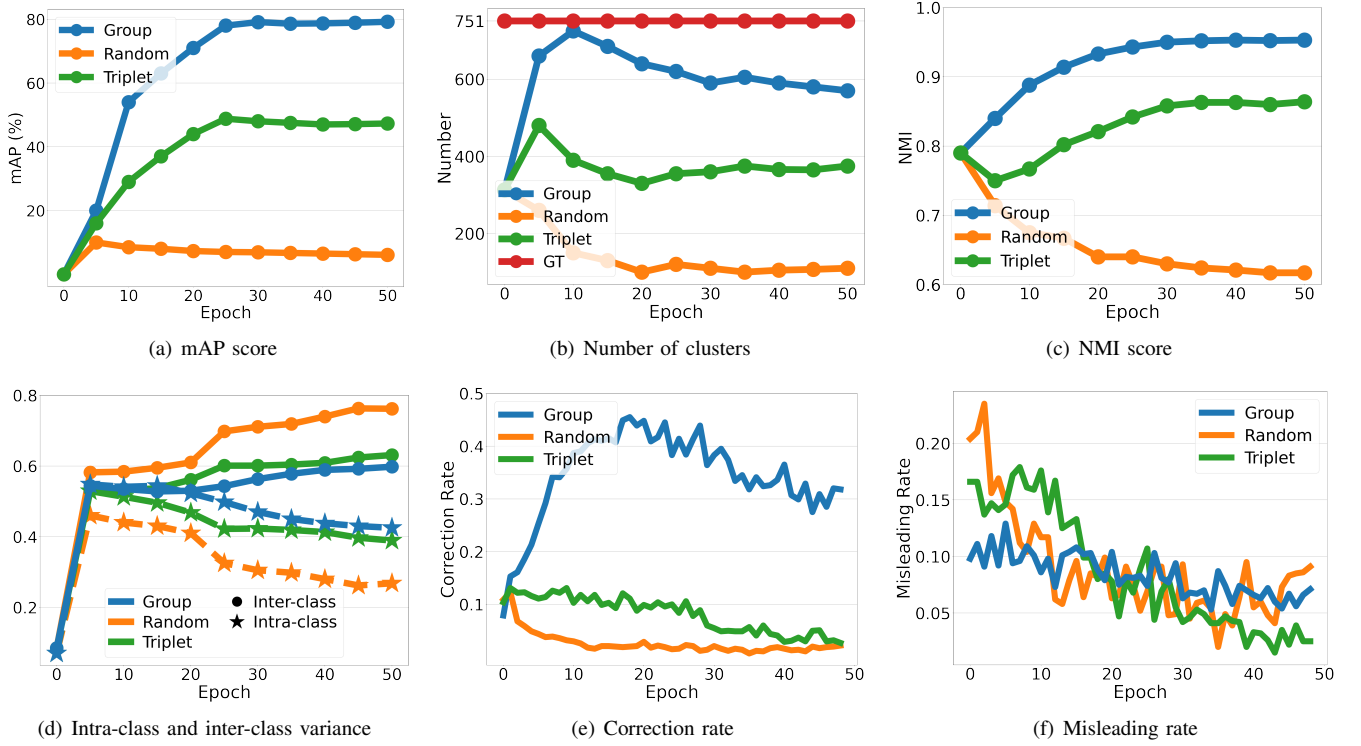 80
60
40
20
mAP (%)
Group
Random
Triplet
0 10 20 30 40 50
Epoch
(a) mAP score
751
600
400
200
Number
Group
Random
Triplet
GT
0 10 20 30 40 50
Epoch
(b) Number of clusters
1.0
0.9
0.8
0.7
0.6
NMI
Group
Random
Triplet
0 10 20 30 40 50
Epoch
(c) NMI score
0.8
0.6
0.4
0.2
Group
Random
Triplet
Inter-class
Intra-class
0 10 20 30 40 50
Epoch
(d) Intra-class and inter-class variance
0.5
0.4
0.3
0.2
0.1
Correction Rate
Group
Random
Triplet
0 10 20 30 40 50
Epoch
(e) Correction rate
0.20
0.15
0.10
0.05
Misleading Rate
Group
Random
Triplet
0 10 20 30 40 50
Epoch
(f) Misleading rate